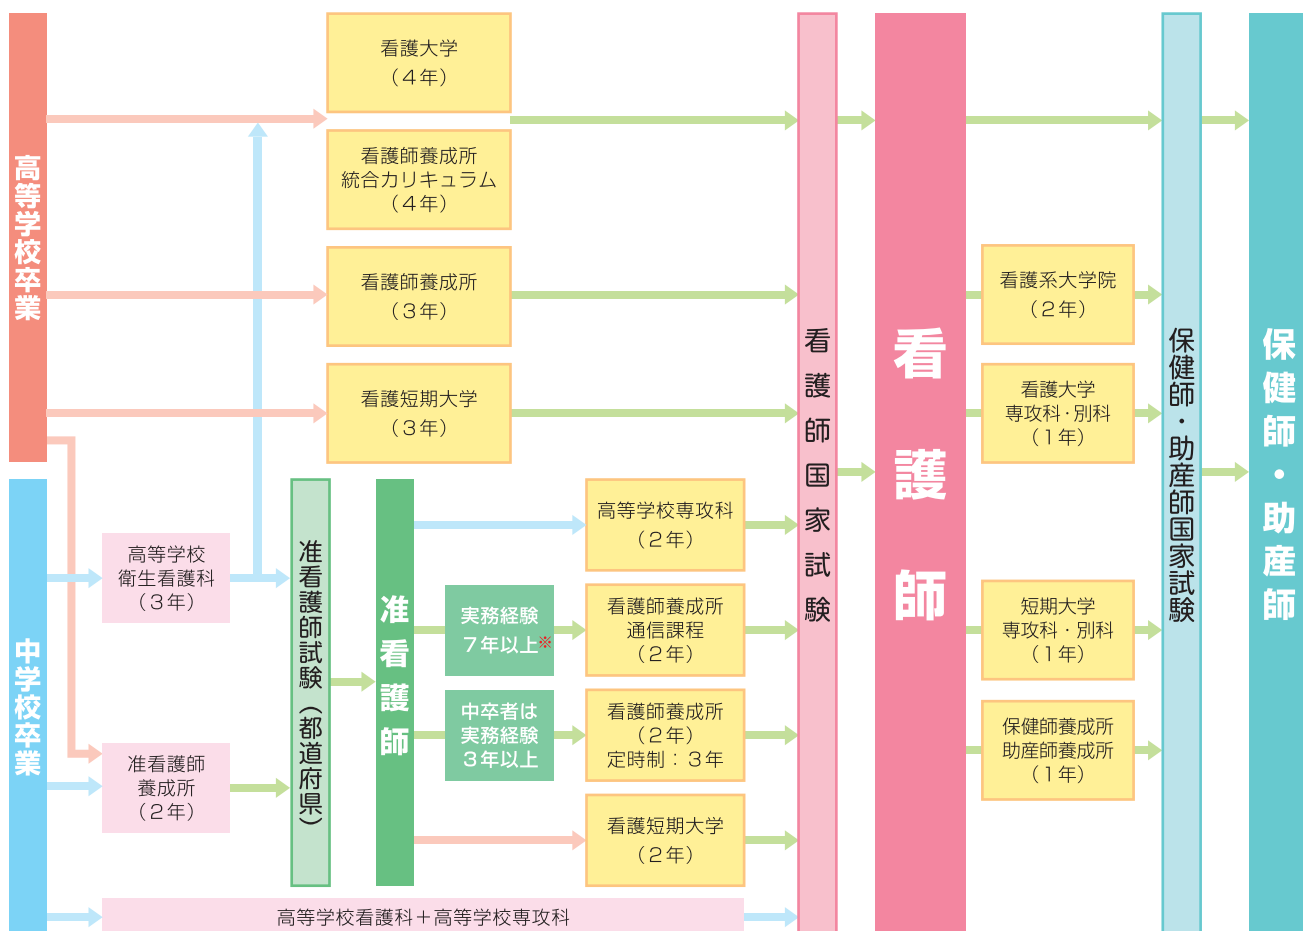 高等学校卒業
中学校卒業
看護大学
（４年）
看護師養成所
統合カリキュラム
（４年）
看護師養成所
（３年）
看護短期大学
（３年）
高等学校
衛生看護科
（３年）
准看護師
養成所
（２年）
准看護師試験（都道府県）
准看護師
実務経験
７年以上※
中卒者は
実務経験
３年以上
高等学校専攻科
（２年）
看護師養成所
通信課程
（２年）
看護師養成所
（２年）
定時制：３年
看護短期大学
（２年）
高等学校看護科＋高等学校専攻科
看護師国家試験
看護師
看護系大学院
（２年）
看護大学
専攻科・別科
（１年）
短期大学
専攻科・別科
（１年）
保健師養成所
助産師養成所
（１年）
保健師・助産師国家試験
保健師・助産師